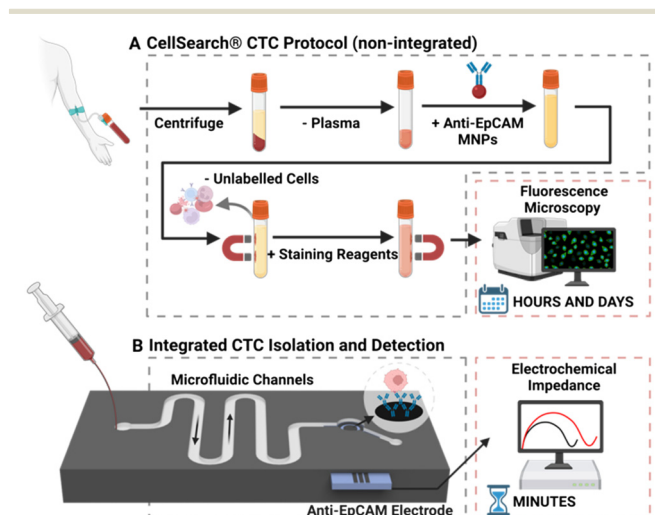 A CellSearch® CTC Protocol (non-integrated)
Centrifuge
- Plasma
+ Anti-EpCAM
MNPs
- Unlabelled Cells
+ Staining Reagents
Fluorescence
Microscopy
HOURS AND DAYS
B Integrated CTC Isolation and Detection
Microfluidic Channels
Electrochemical
Impedance
MINUTES
Anti-EpCAM Electrode